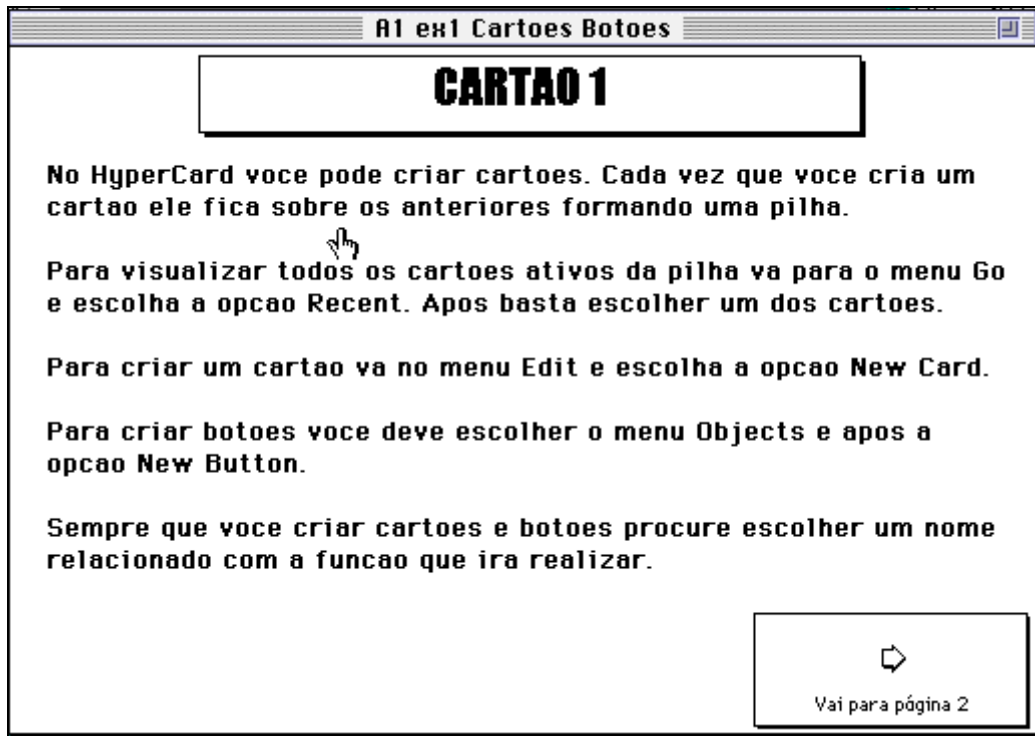 A1 ex1 Cartoes Botoes
CARTAO 1
No HyperCard voce pode criar cartoes. Cada vez que voce cria um
cartao ele fica sobre os anteriores formando uma pilha.
Para visualizar todos os cartoes ativos da pilha va para o menu Go
e escolha a opcao Recent. Apos basta escolher um dos cartoes.
Para criar um cartao va no menu Edit e escolha a opcao New Card.
Para criar botoes voce deve escolher o menu Objects e apos a
opcao New Button.
Sempre que voce criar cartoes e botoes procure escolher um nome
relacionado com a funcao que ira realizar.
Vai para página 2